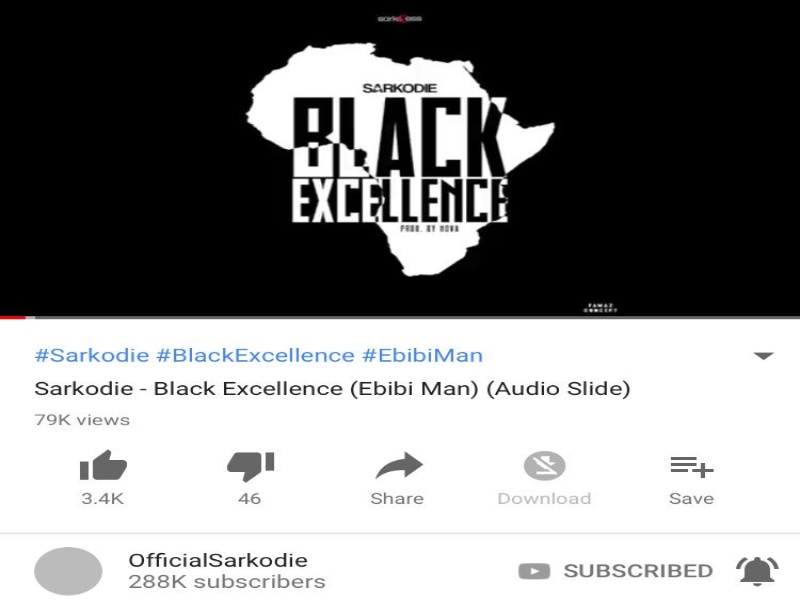 sarkcess
SARKODIE
BLACK
EXCELLENCE
PROD. BY NOVA
FAWAZ
CONCEPT
#Sarkodie #BlackExcellence #EbibiMan
Sarkodie - Black Excellence (Ebibi Man) (Audio Slide)
79K views
3.4K 46 Share Download Save
OfficialSarkodie
288K subscribers
SUBSCRIBED